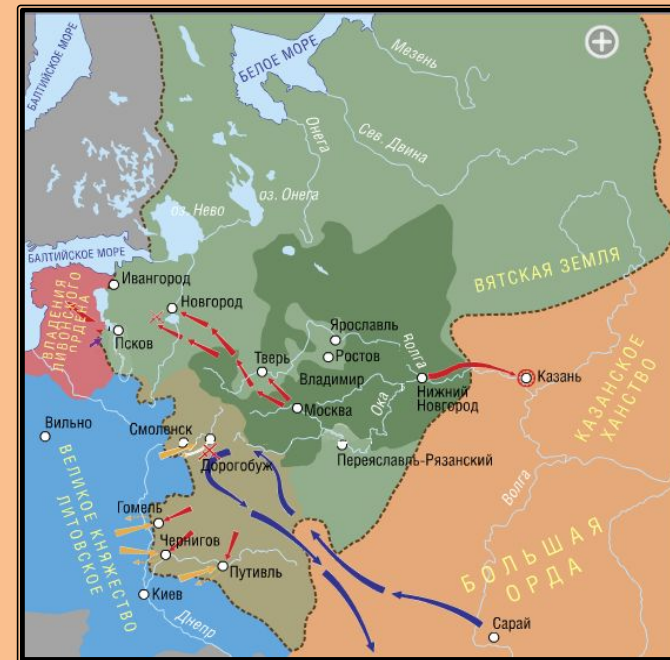 БАЛТИЙСКОЕ МОРЕ
БЕЛОЕ МОРЕ
Мезень
Онега
Сев. Двина
оз. Онега
оз. Нево
БАЛТИЙСКОЕ МОРЕ
Ивангород
Новгород
ВЯТСКАЯ ЗЕМЛЯ
ВЛАДЕНИЯ
ЛИВОНСКОГО
ОРДЕНА
Псков
Ярославль
Ростов
Волга
Тверь
Владимир
Казань
Нижний
Новгород
Ока
Москва
КАЗАНСКОЕ
ХАНСТВО
Вильно
Смоленск
Дорогобуж
Переяславль-Рязанский
Волга
ВЕЛИКОЕ КНЯЖЕСТВО
ЛИТОВСКОЕ
Гомель
Чернигов
Путивль
БОЛЬШАЯ
ОРДА
Киев
Днепр
Сарай